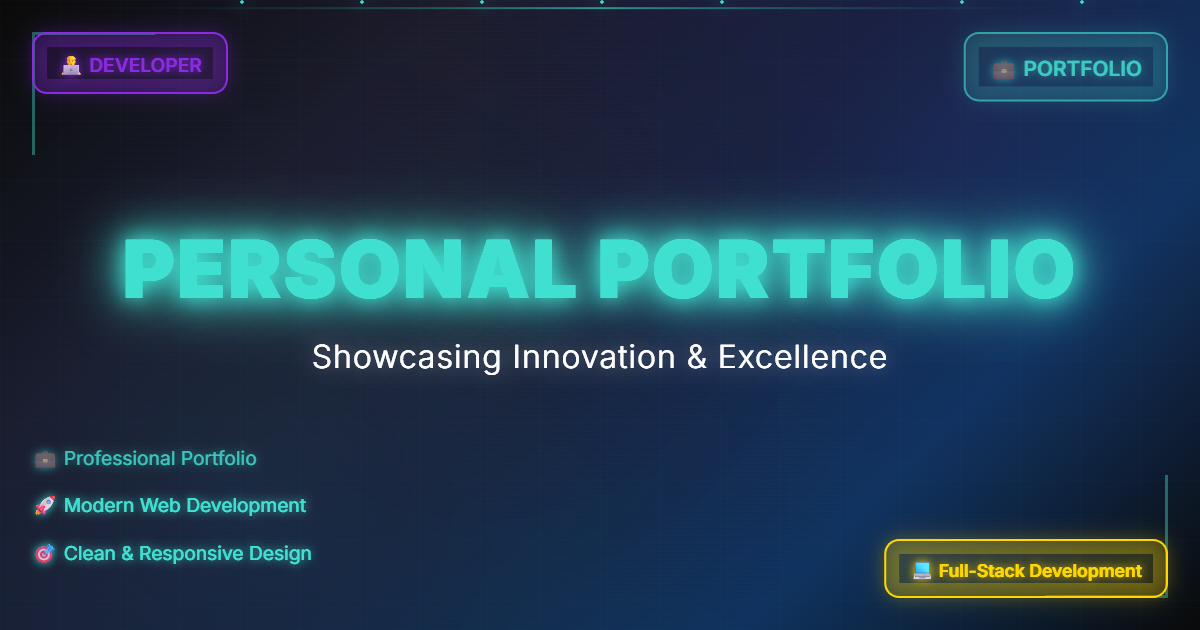 👨‍💻 DEVELOPER
💼 PORTFOLIO
PERSONAL PORTFOLIO
Showcasing Innovation & Excellence
💼 Professional Portfolio
🚀 Modern Web Development
🎯 Clean & Responsive Design
💻 Full-Stack Development